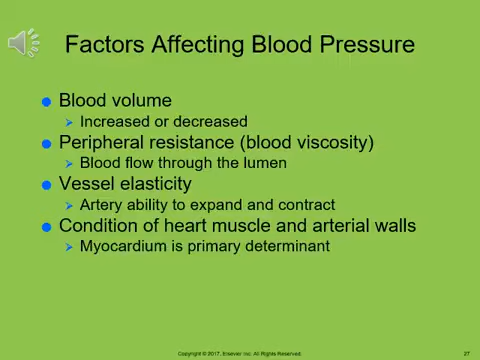 Factors Affecting Blood Pressure
Blood volume
Increased or decreased
Peripheral resistance (blood viscosity)
Blood flow through the lumen
Vessel elasticity
Artery ability to expand and contract
Condition of heart muscle and arterial walls
Myocardium is primary determinant
Copyright © 2017, Elsevier Inc. All Rights Reserved.
27